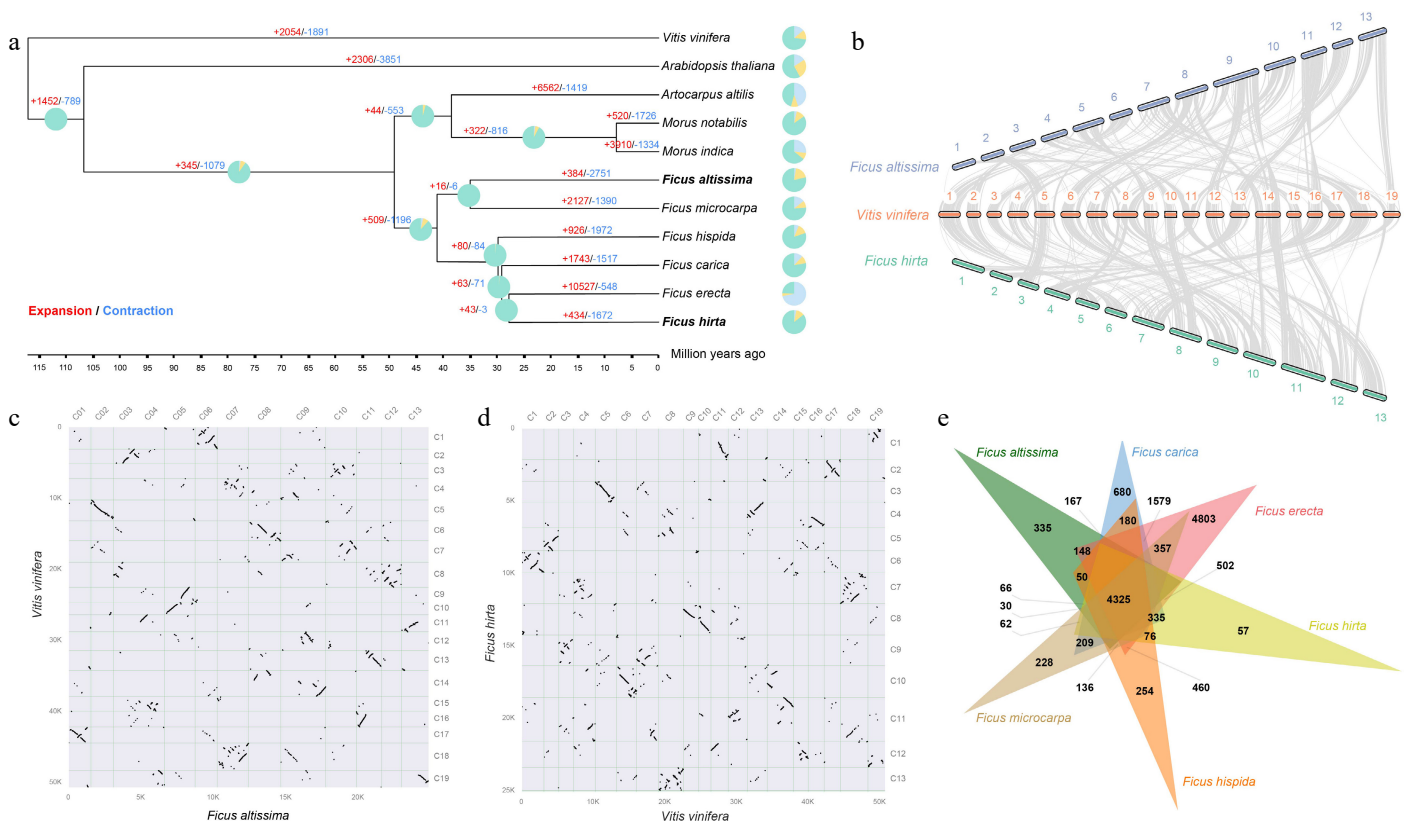 a
+2054/-1891
Vitis vinifera
+2306/-3851
Arabidopsis thaliana
+1452/-789
+6562/-1419
Artocarpus altilis
+44/-553
+520/-1726
Morus notabilis
+322/-816
+3910/-1334
Morus indica
+345/-1079
+384/-2751
Ficus altissima
+16/-6
+2127/-1390
Ficus microcarpa
+509/-1196
+926/-1972
Ficus hispida
+80/-84
+1743/-1517
Ficus carica
+63/-71
+10527/-548
Ficus erecta
+43/-3
+434/-1672
Ficus hirta
Expansion / Contraction
Million years ago
115 110 105 100 95 90 85 80 75 70 65 60 55 50 45 40 35 30 25 20 15 10 5 0
b
1 2 3 4 5 6 7 8 9 10 11 12 13
Ficus altissima
1 2 3 4 5 6 7 8 9 10 11 12 13 14 15 16 17 18 19
Vitis vinifera
Ficus hirta
1 2 3 4 5 6 7 8 9 10 11 12 13
c
C01 C02 C03 C04 C05 C06 C07 C08 C09 C10 C11 C12 C13
0
10K
20K
30K
40K
50K
Vitis vinifera
C1
C2
C3
C4
C5
C6
C7
C8
C9
C10
C11
C12
C13
C14
C15
C16
C17
C18
C19
0 5K 10K 15K 20K 25K
Ficus altissima
d
C1 C2 C3 C4 C5 C6 C7 C8 C9 C10 C11 C12 C13 C14 C15 C16 C17 C18 C19
0
5K
10K
15K
20K
25K
Ficus hirta
C1
C2
C3
C4
C5
C6
C7
C8
C9
C10
C11
C12
C13
0 10K 20K 30K 40K 50K
Vitis vinifera
e
Ficus altissima
Ficus carica
Ficus erecta
Ficus hirta
Ficus hispida
Ficus microcarpa
680
167
1579
180
4803
335
148
357
50
502
66
4325
30
335
62
76
57
209
228
136
254
460